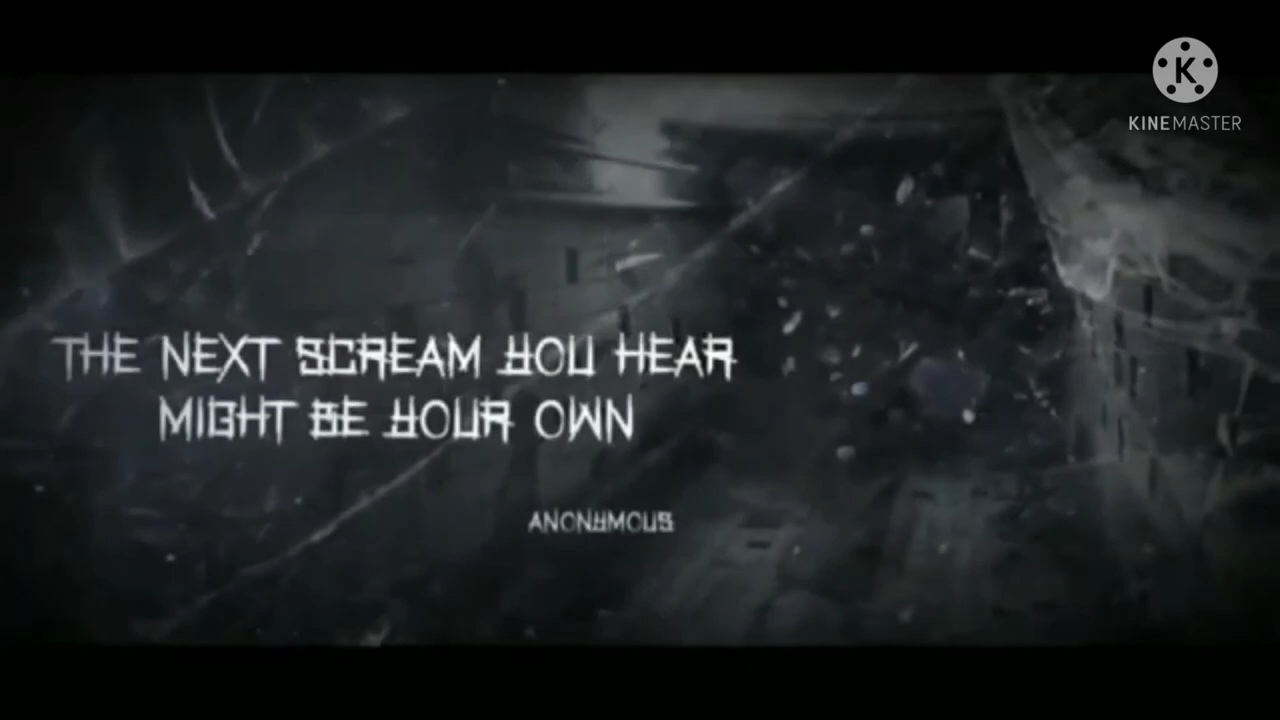 THE NEXT SCREAM YOU HEAR
MIGHT BE YOUR OWN
ANONYMOUS
K
KINEMASTER